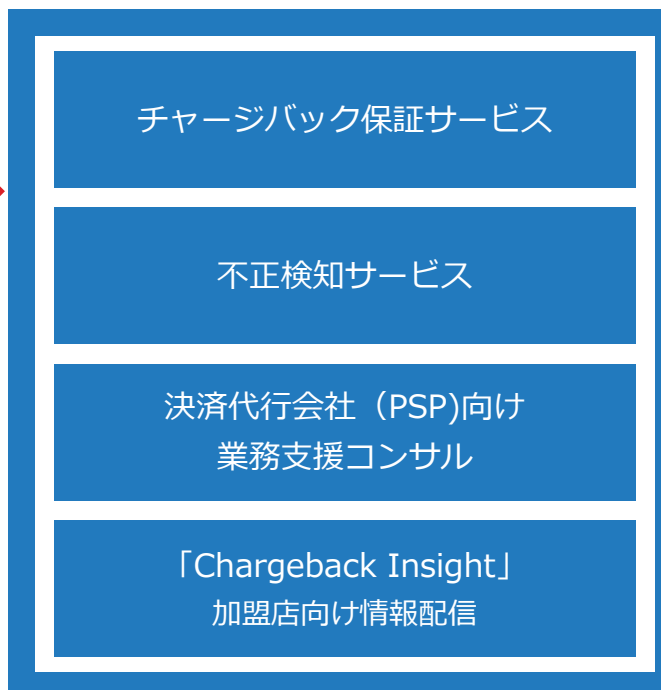 チャージバック保証サービス
不正検知サービス
決済代行会社（PSP)向け
業務支援コンサル
「Chargeback Insight」
加盟店向け情報配信